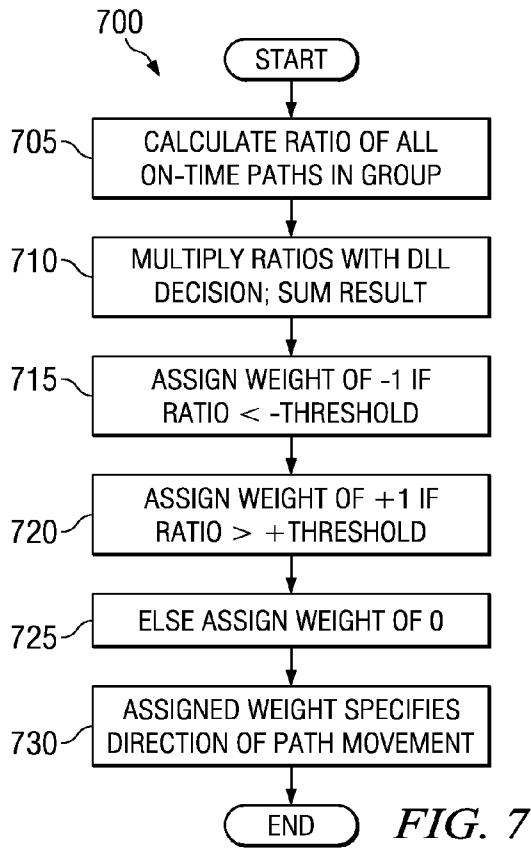 700
START
705
CALCULATE RATIO OF ALL
ON-TIME PATHS IN GROUP
710
MULTIPLY RATIOS WITH DLL
DECISION; SUM RESULT
715
ASSIGN WEIGHT OF -1 IF
RATIO < -THRESHOLD
720
ASSIGN WEIGHT OF +1 IF
RATIO > +THRESHOLD
725
ELSE ASSIGN WEIGHT OF 0
730
ASSIGNED WEIGHT SPECIFIES
DIRECTION OF PATH MOVEMENT
END
FIG. 7